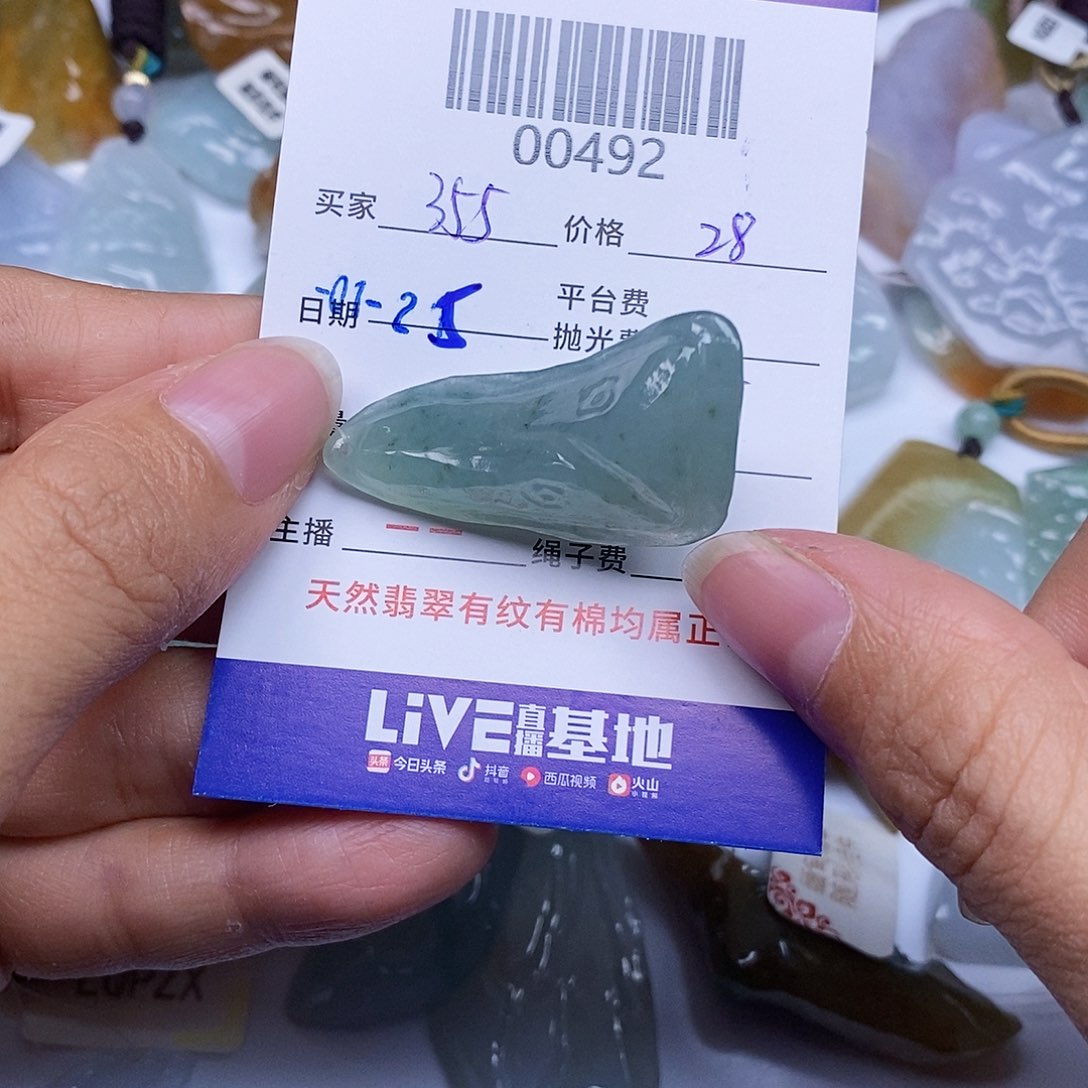 00492
买家 355 价格 28
日期 -01-25 平台费
抛光费
主播 绳子费
天然翡翠有纹有棉均属正
LiVE直播基地
头条 今日头条 抖音 西瓜视频 火山